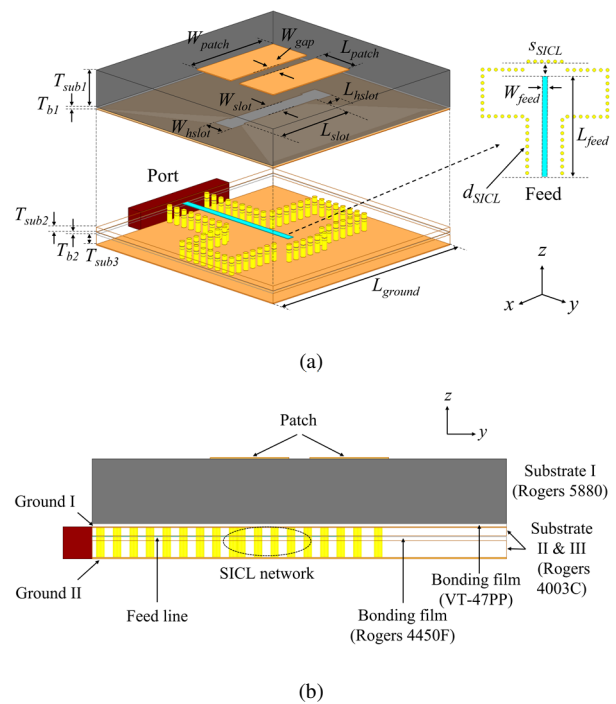 W_patch
W_gap
L_patch
T_sub1
T_b1
W_slot
L_hslot
W_hslot
L_slot
Port
T_sub2
T_b2
T_sub3
L_ground
s_SICL
W_feed
L_feed
d_SICL
Feed
z
x
y
(a)
z
y
Patch
Substrate I
(Rogers 5880)
Ground I
Substrate
II & III
(Rogers
4003C)
SICL network
Ground II
Feed line
Bonding film
(Rogers 4450F)
Bonding film
(VT-47PP)
(b)